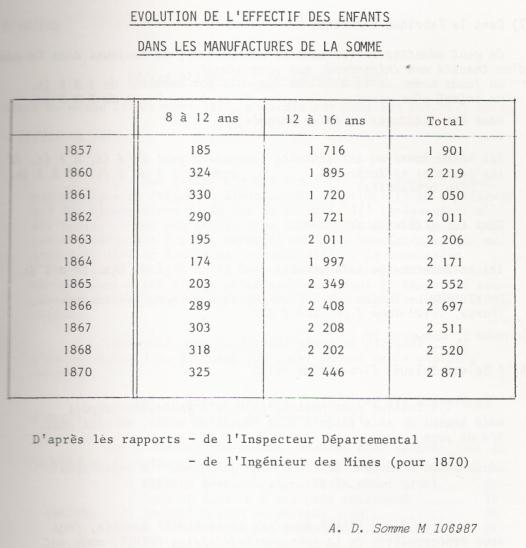 EVOLUTION DE L'EFFECTIF DES ENFANTS
DANS LES MANUFACTURES DE LA SOMME
8 à 12 ans 12 à 16 ans Total
1857 185 1 716 1 901
1860 324 1 895 2 219
1861 330 1 720 2 050
1862 290 1 721 2 011
1863 195 2 011 2 206
1864 174 1 997 2 171
1865 203 2 349 2 552
1866 289 2 408 2 697
1867 303 2 208 2 511
1868 318 2 202 2 520
1870 325 2 446 2 871
D'après lès rapports - de l'Inspecteur Départemental
- de l'Ingénieur des Mines (pour 1870)
A. D. Somme M 106987